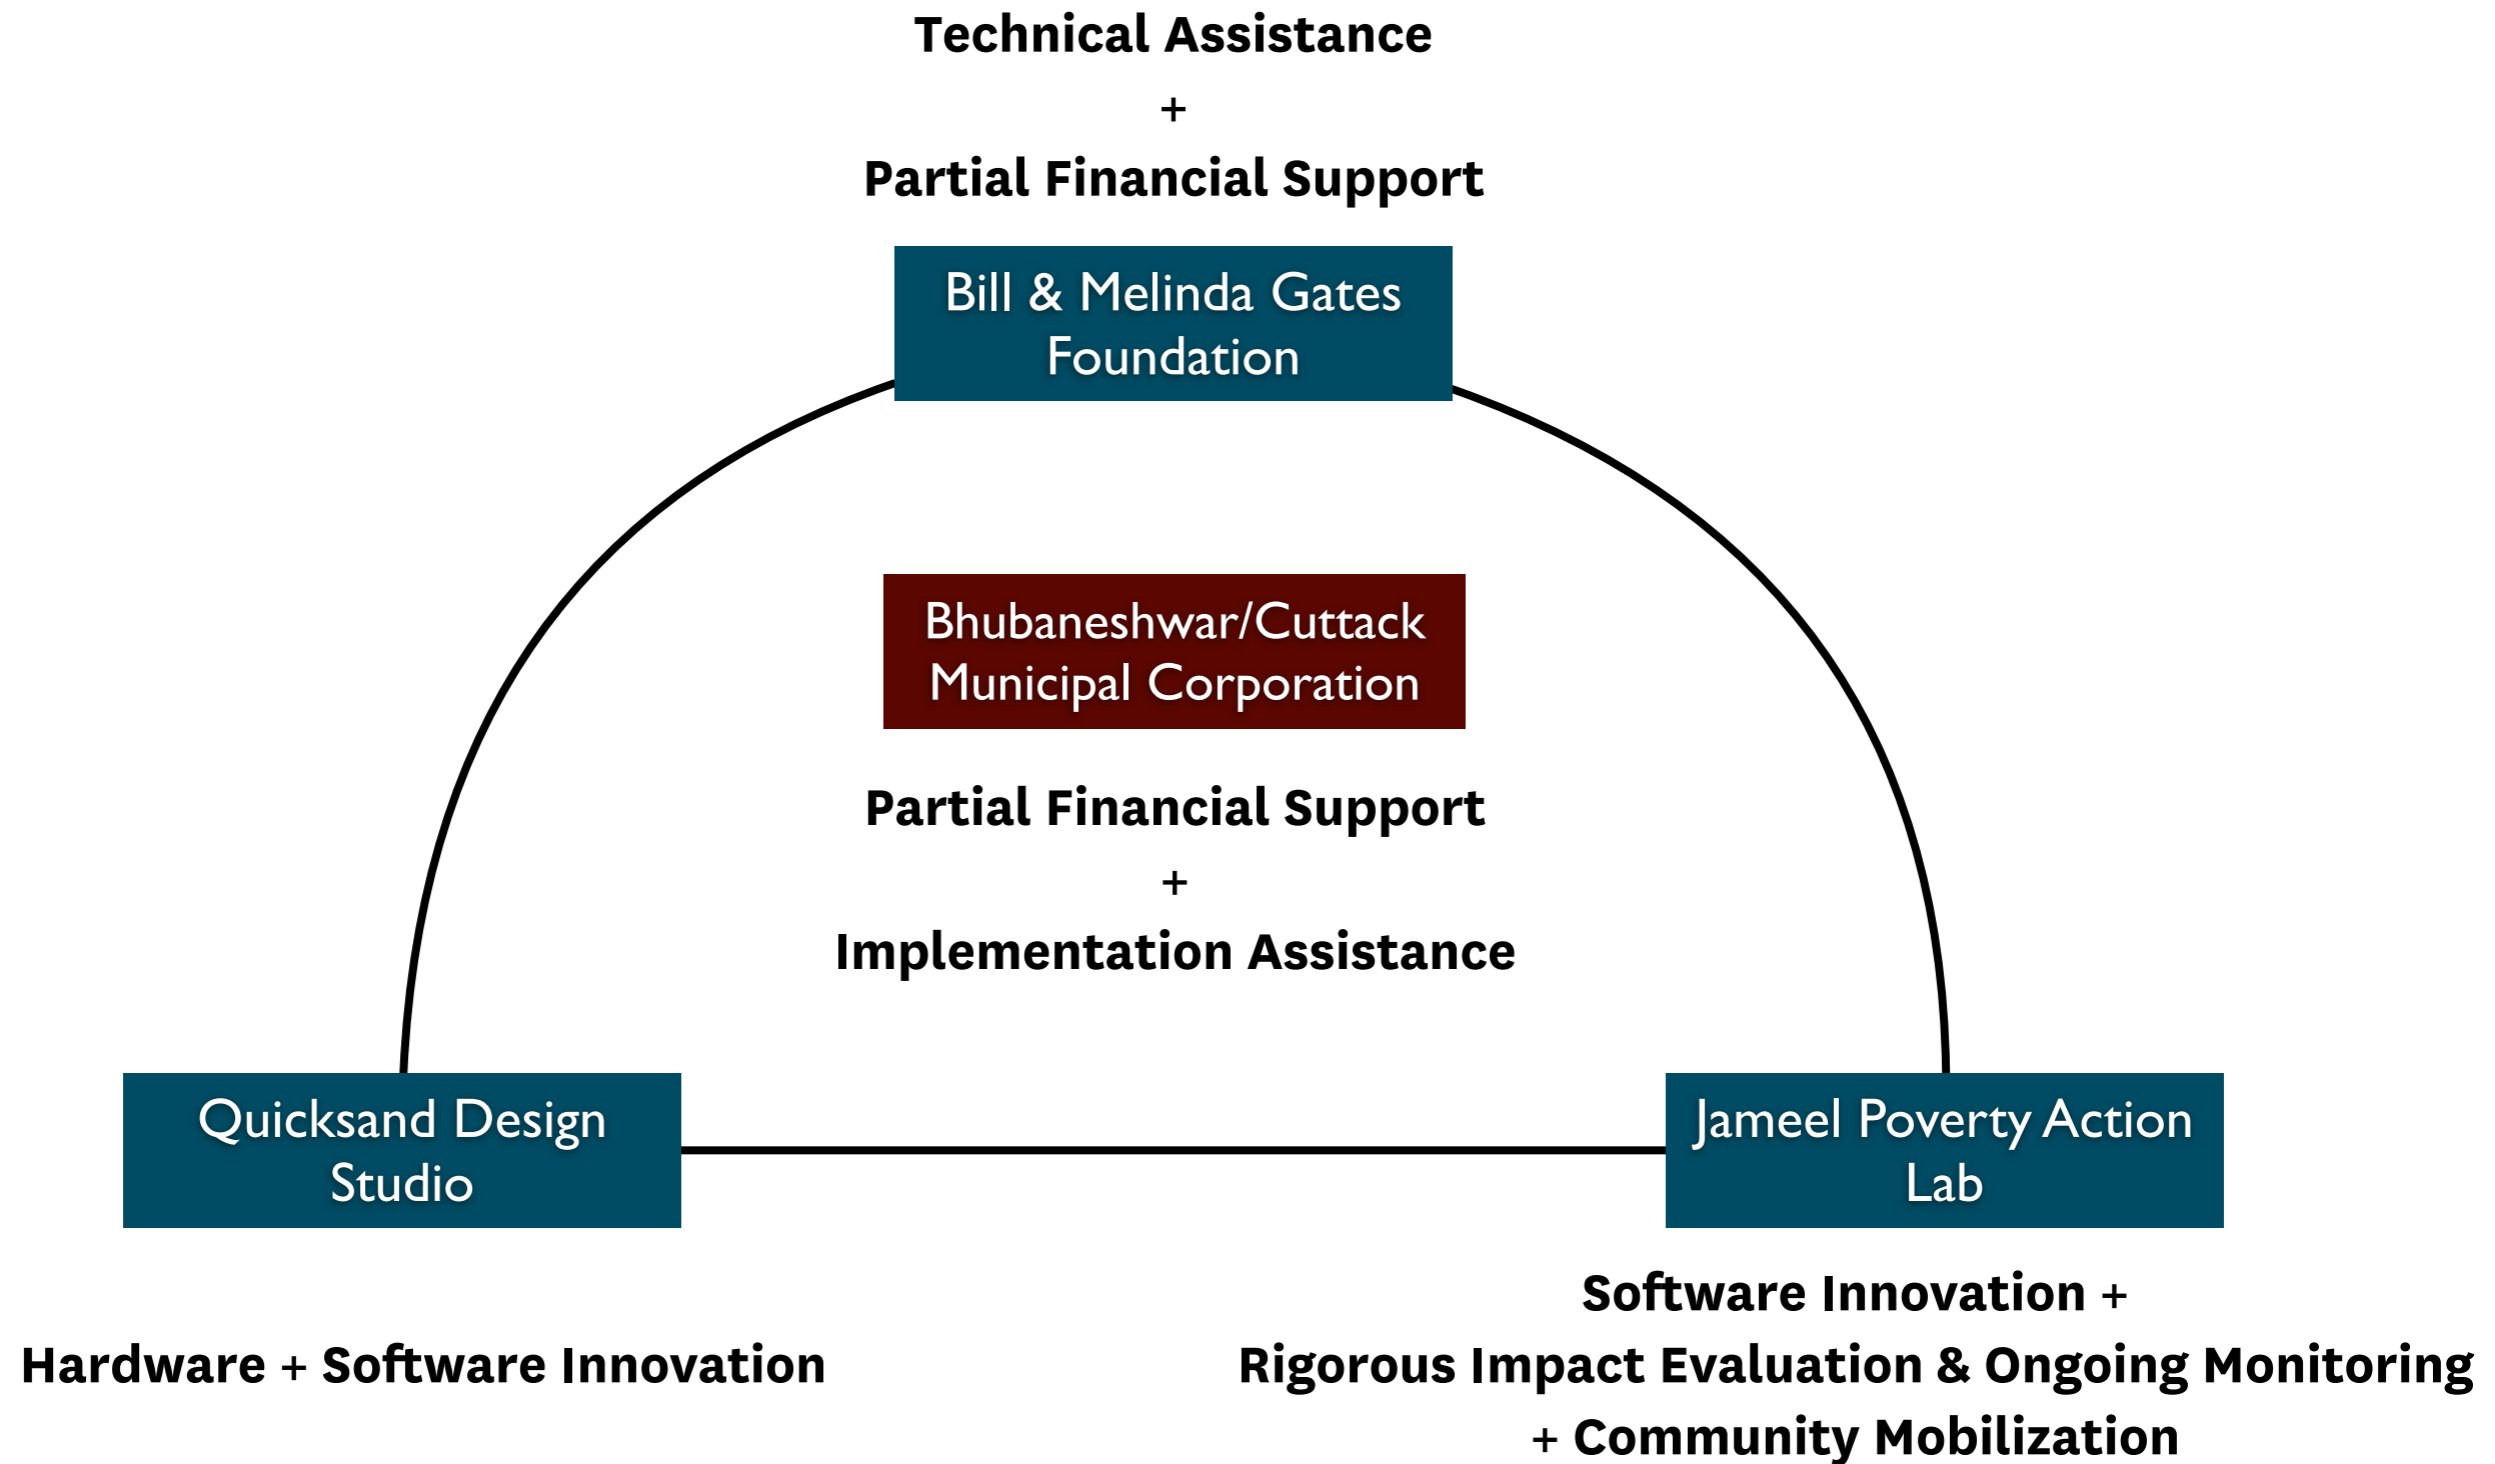 Technical Assistance
+
Partial Financial Support
Bill & Melinda Gates
Foundation
Bhubaneshwar/Cuttack
Municipal Corporation
Partial Financial Support
+
Implementation Assistance
Quicksand Design
Studio
Jameel Poverty Action
Lab
Hardware + Software Innovation
Software Innovation +
Rigorous Impact Evaluation & Ongoing Monitoring
+ Community Mobilization